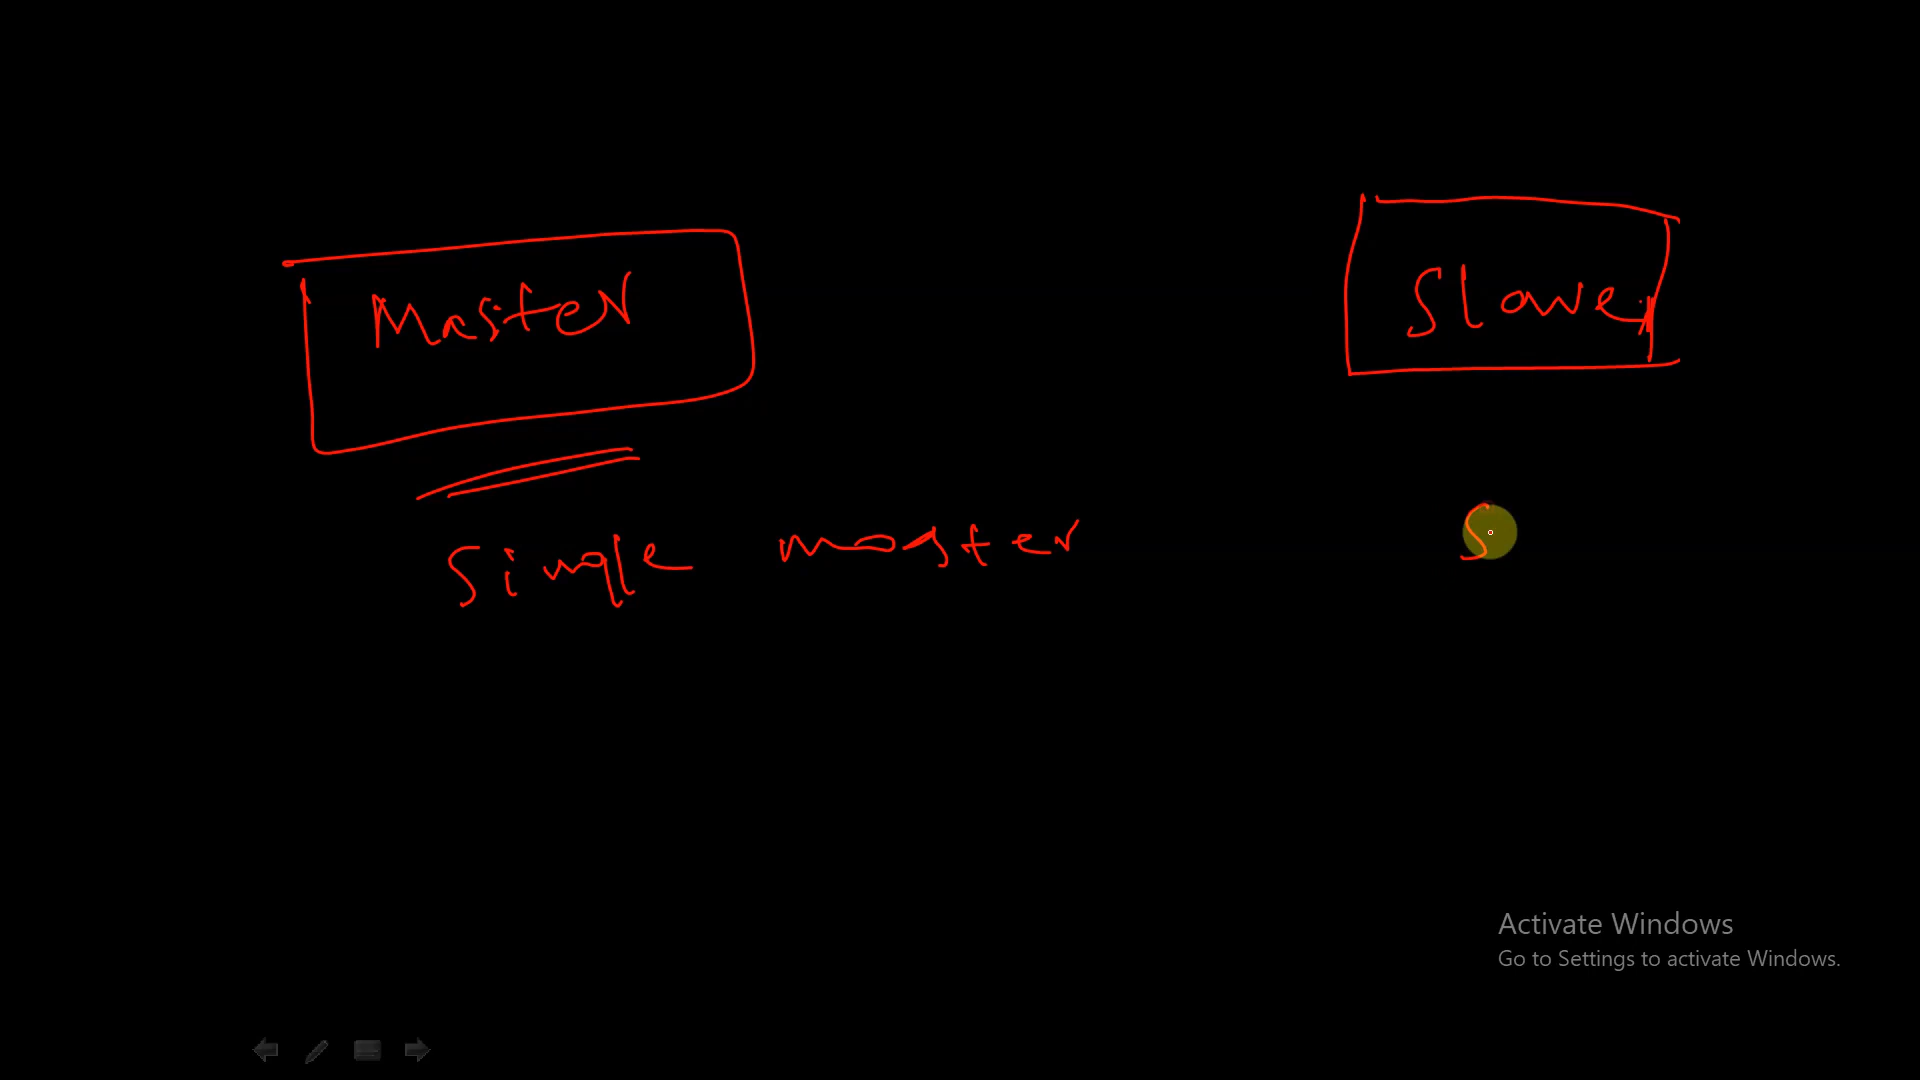 Master
Slave
Single master
S
Activate Windows
Go to Settings to activate Windows.